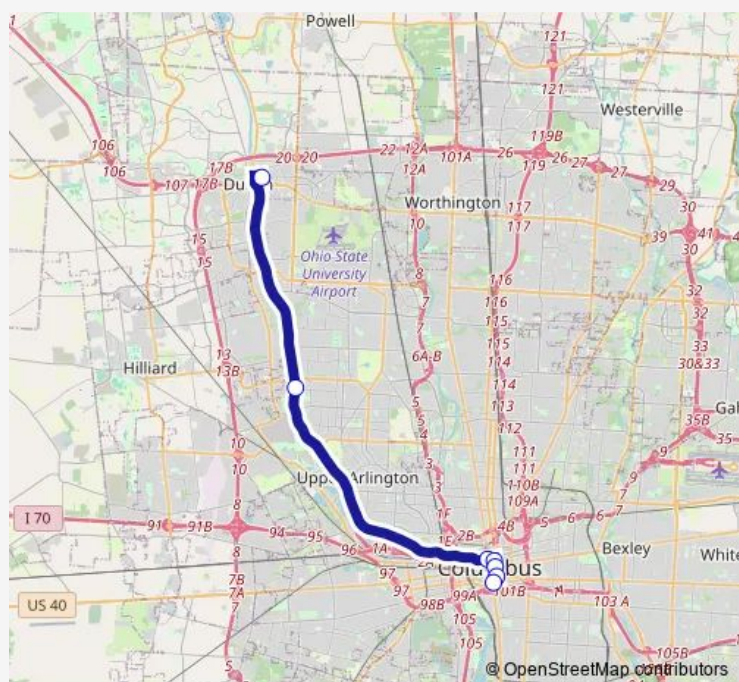 Powell
121
121
Westerville
119B
106
106
107
17B
17B
20
20
22
12A
12A
101A
26
119
26
27
27
29
Worthington
117
117
10
30
39
41
30
32
32
33
30&33
15
15
Ohio State
University
Airport
8
7
7
116
116
115
115
114
114
113
112
6A-B
Hilliard
13
13B
5
5
4
3
3
10
10
111
111
110B
109A
35B
35
9
9
Upper Arlington
I 70
91
91B
94
95
96
97
97
8
8
7B
7A
7
1A
1F
1E
2B
4B
5
6
6
7
7
9
Bexley
Columbus
US 40
98B
99A
105
105
101B
103 A
105B
© OpenStreetMap contributors